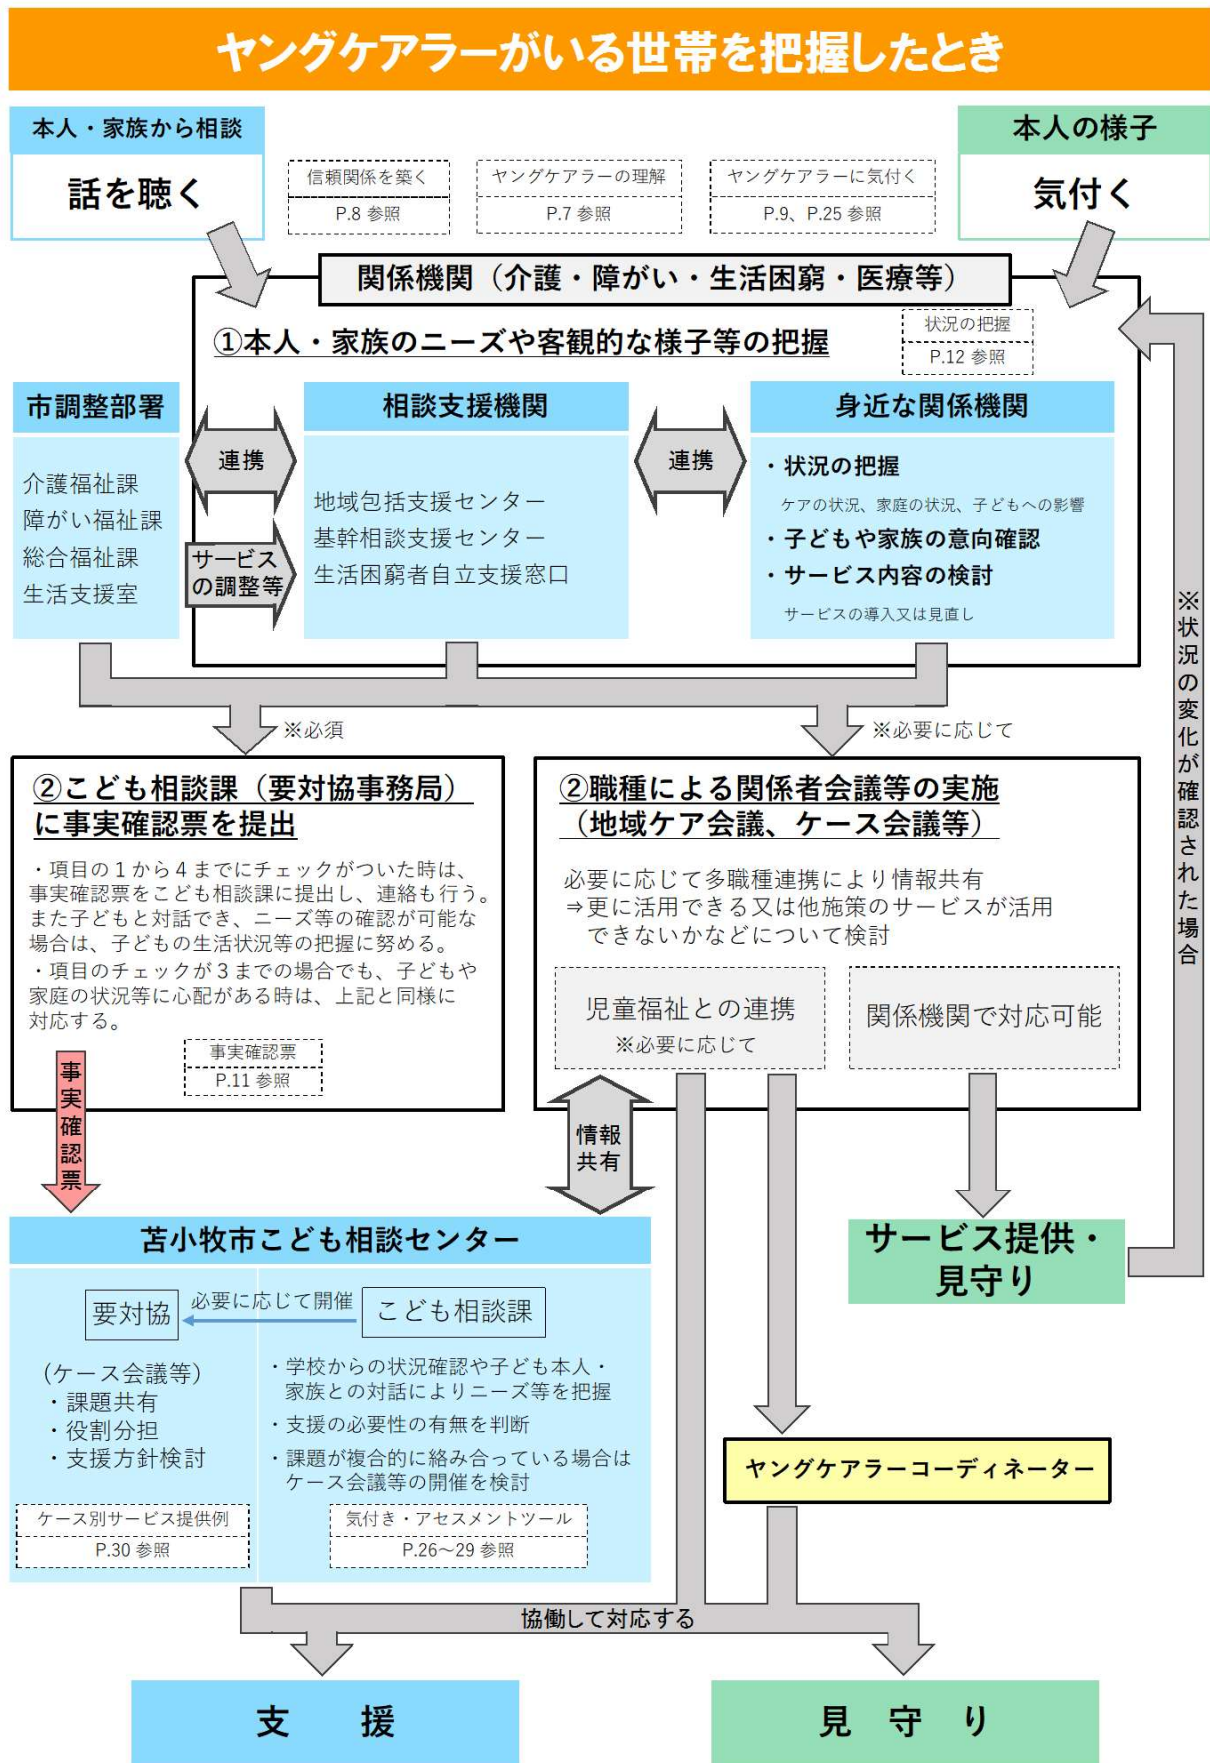 ヤングケアラーがいる世帯を把握したとき
本人・家族から相談
話を聴く
信頼関係を築く
P.8 参照
ヤングケアラーの理解
P.7 参照
ヤングケアラーに気付く
P.9、P.25 参照
本人の様子
気付く
関係機関（介護・障がい・生活困窮・医療等）
①本人・家族のニーズや客観的な様子等の把握
状況の把握
P.12 参照
市調整部署
介護福祉課
障がい福祉課
総合福祉課
生活支援室
連携
サービス
の調整等
相談支援機関
地域包括支援センター
基幹相談支援センター
生活困窮者自立支援窓口
連携
身近な関係機関
・状況の把握
ケアの状況、家庭の状況、子どもへの影響
・子どもや家族の意向確認
・サービス内容の検討
サービスの導入又は見直し
※状況の変化が確認された場合
※必須
※必要に応じて
②こども相談課（要対協事務局）
に事実確認票を提出
・項目の１から４までにチェックがついた時は、
事実確認票をこども相談課に提出し、連絡も行う。
また子どもと対話でき、ニーズ等の確認が可能な
場合は、子どもの生活状況等の把握に努める。
・項目のチェックが３までの場合でも、子どもや
家庭の状況等に心配がある時は、上記と同様に
対応する。
事実確認票
P.11 参照
事実確認票
②職種による関係者会議等の実施
（地域ケア会議、ケース会議等）
必要に応じて多職種連携により情報共有
⇒更に活用できる又は他施策のサービスが活用
できないかなどについて検討
児童福祉との連携
※必要に応じて
関係機関で対応可能
情報
共有
サービス提供・
見守り
苫小牧市こども相談センター
要対協
必要に応じて開催
こども相談課
(ケース会議等）
・課題共有
・役割分担
・支援方針検討
・学校からの状況確認や子ども本人・
家族との対話によりニーズ等を把握
・支援の必要性の有無を判断
・課題が複合的に絡み合っている場合は
ケース会議等の開催を検討
ケース別サービス提供例
P.30 参照
気付き・アセスメントツール
P.26～29 参照
ヤングケアラーコーディネーター
協働して対応する
支　援
見 守 り